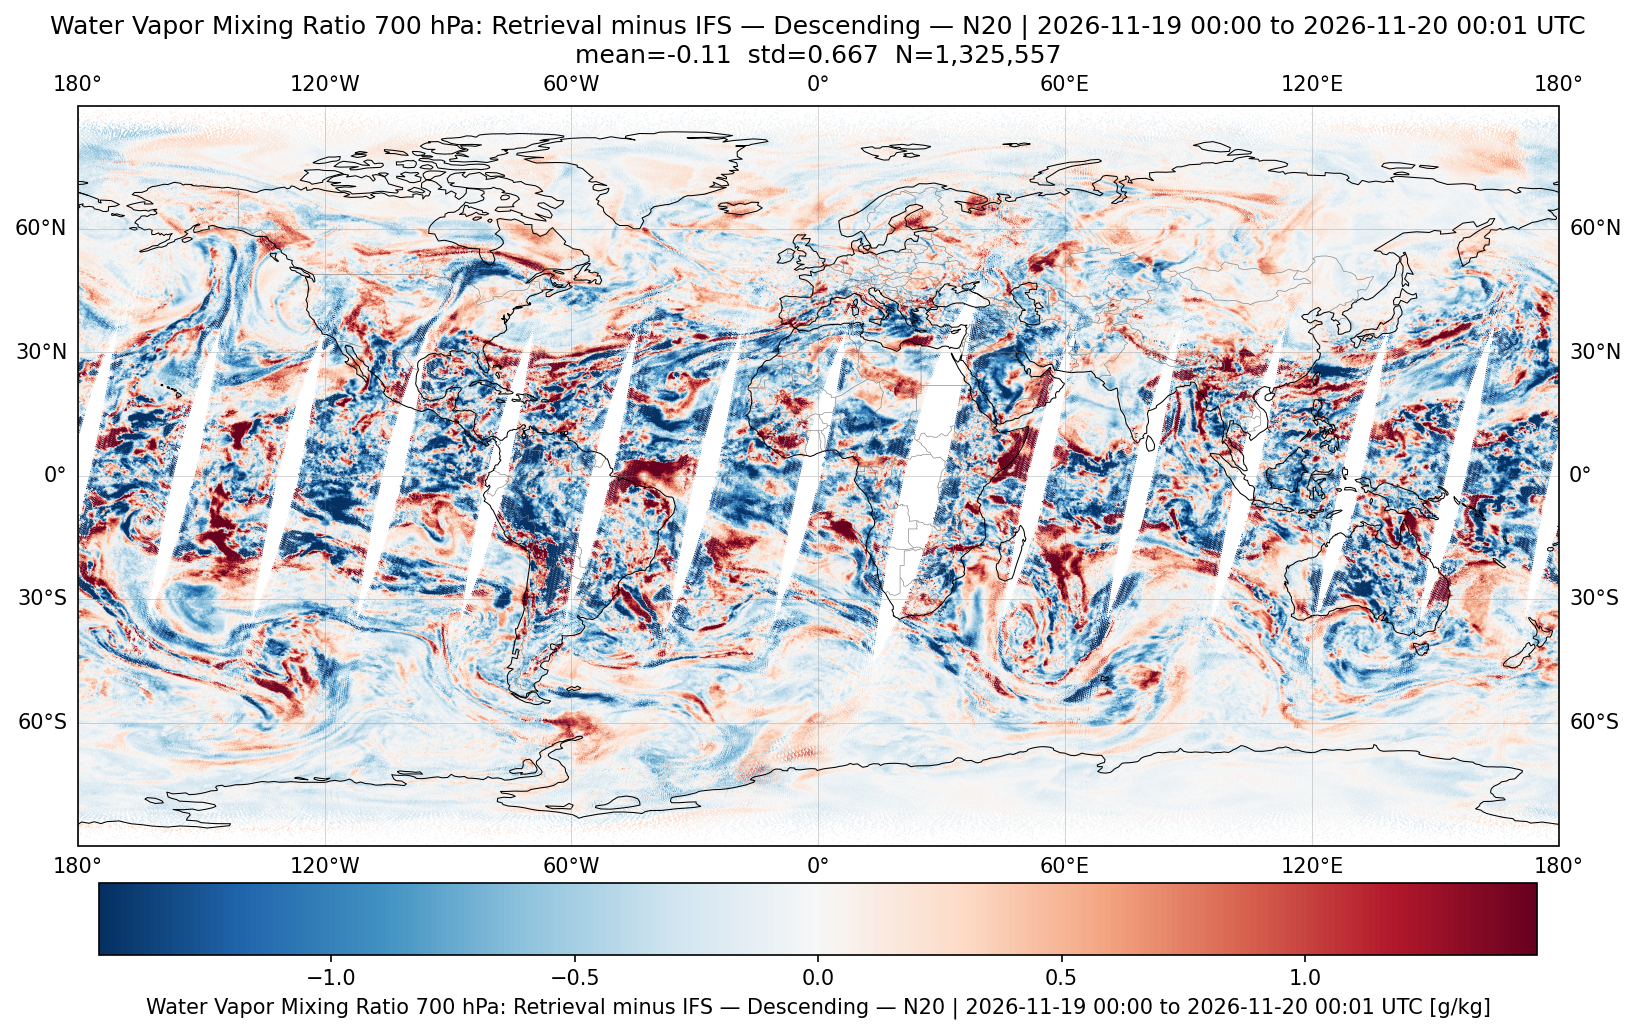 Water Vapor Mixing Ratio 700 hPa: Retrieval minus IFS — Descending — N20 | 2026-11-19 00:00 to 2026-11-20 00:01 UTC
mean=-0.11  std=0.667  N=1,325,557
180° 120°W 60°W 0° 60°E 120°E 180°
60°N 60°N
30°N 30°N
0° 0°
30°S 30°S
60°S 60°S
180° 120°W 60°W 0° 60°E 120°E 180°
−1.0 −0.5 0.0 0.5 1.0
Water Vapor Mixing Ratio 700 hPa: Retrieval minus IFS — Descending — N20 | 2026-11-19 00:00 to 2026-11-20 00:01 UTC [g/kg]